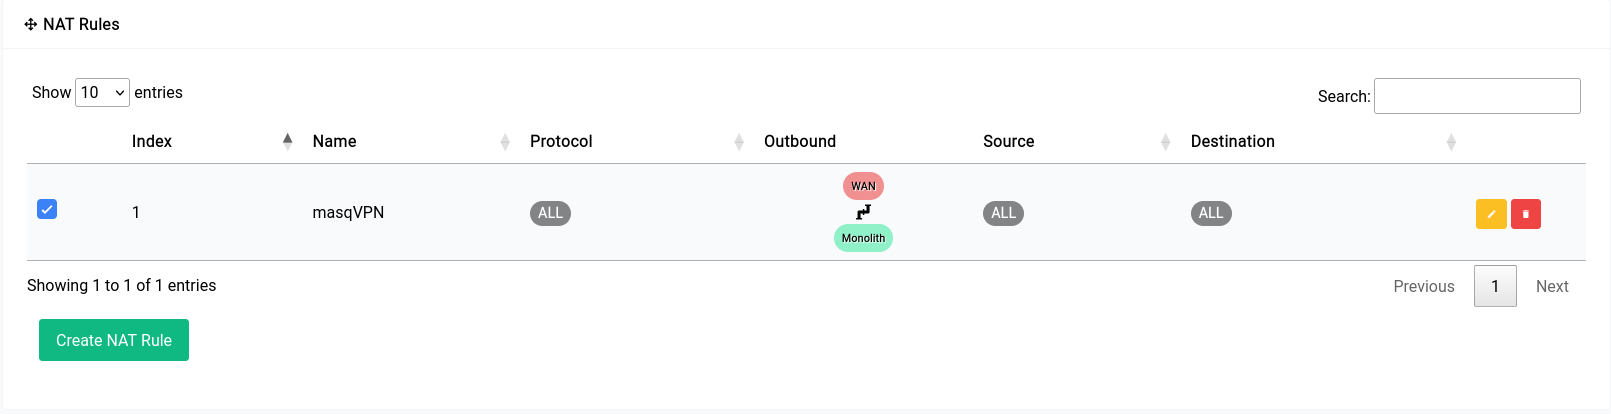 NAT Rules
Show 10 entries
Search:
Index Name Protocol Outbound Source Destination
1 masqVPN ALL WAN Monolith ALL ALL
Showing 1 to 1 of 1 entries
Previous 1 Next
Create NAT Rule